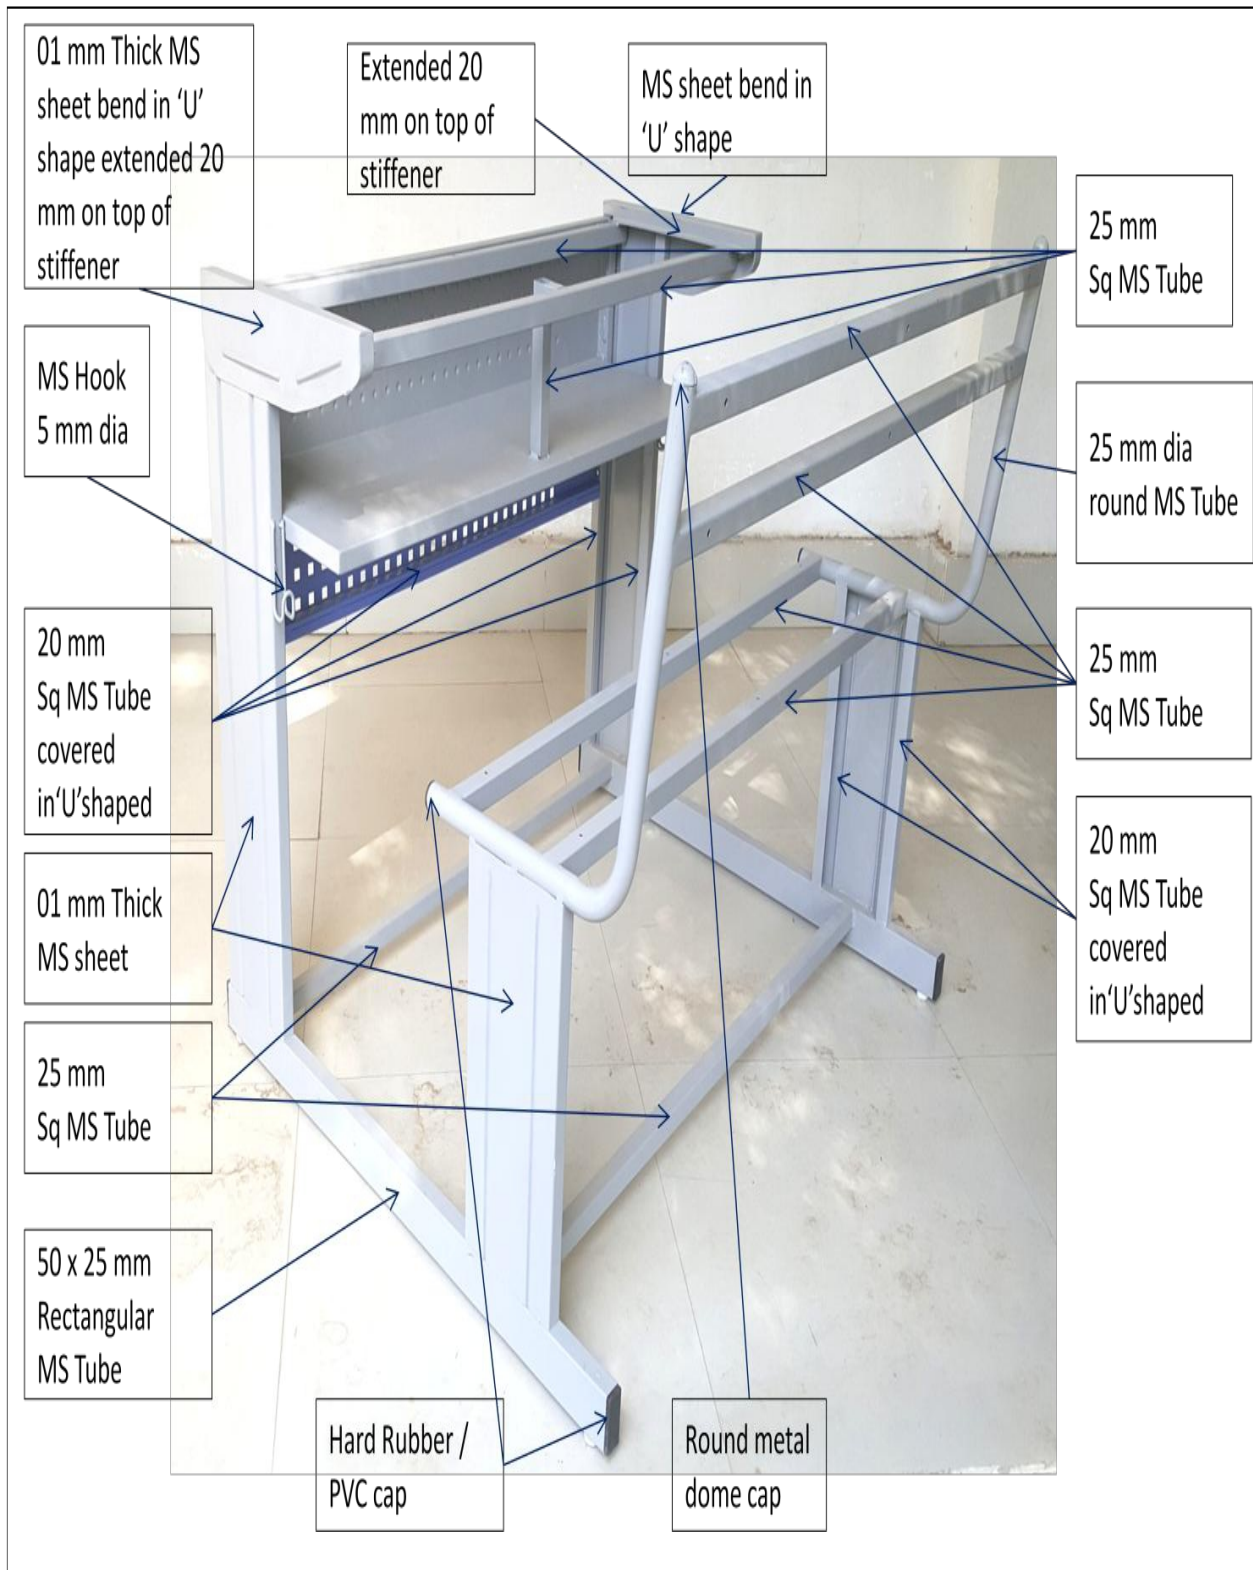 01 mm Thick MS
sheet bend in ‘U’
shape extended 20
mm on top of
stiffener
Extended 20
mm on top of
stiffener
MS sheet bend in
‘U’ shape
25 mm
Sq MS Tube
MS Hook
5 mm dia
25 mm dia
round MS Tube
20 mm
Sq MS Tube
covered
in‘U’shaped
25 mm
Sq MS Tube
01 mm Thick
MS sheet
20 mm
Sq MS Tube
covered
in‘U’shaped
25 mm
Sq MS Tube
50 x 25 mm
Rectangular
MS Tube
Hard Rubber /
PVC cap
Round metal
dome cap